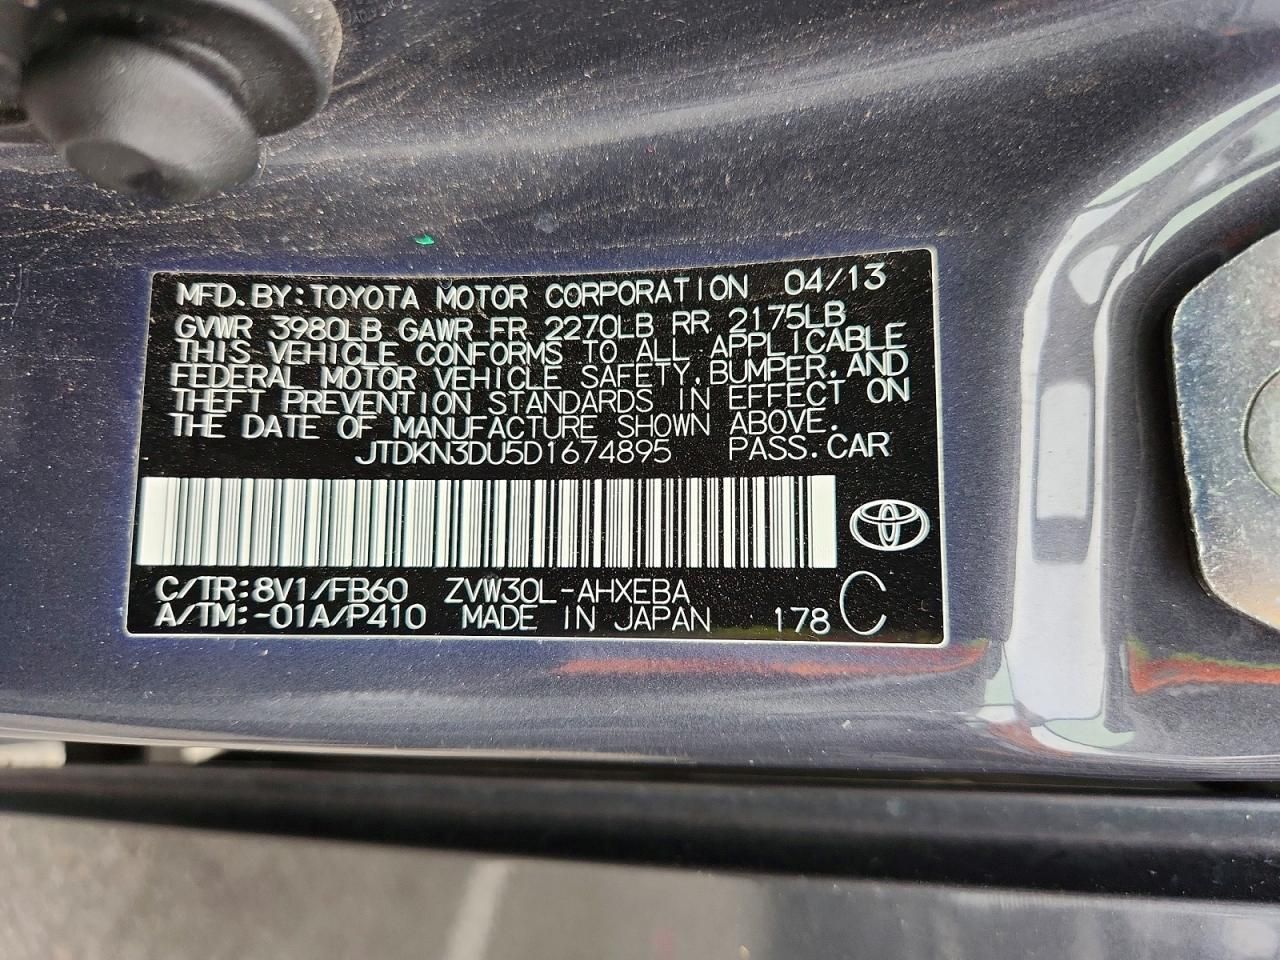 MFD.BY:TOYOTA MOTOR CORPORATION 04/13
GVWR 3980LB GAWR FR 2270LB RR 2175LB
THIS VEHICLE CONFORMS TO ALL APPLICABLE
FEDERAL MOTOR VEHICLE SAFETY,BUMPER,AND
THEFT PREVENTION STANDARDS IN EFFECT ON
THE DATE OF MANUFACTURE SHOWN ABOVE.
JTDKN3DU5D1674895 PASS.CAR
C/TR:8V1/FB60 ZVW30L-AHXEBA
A/TM:-01A/P410 MADE IN JAPAN 178 C